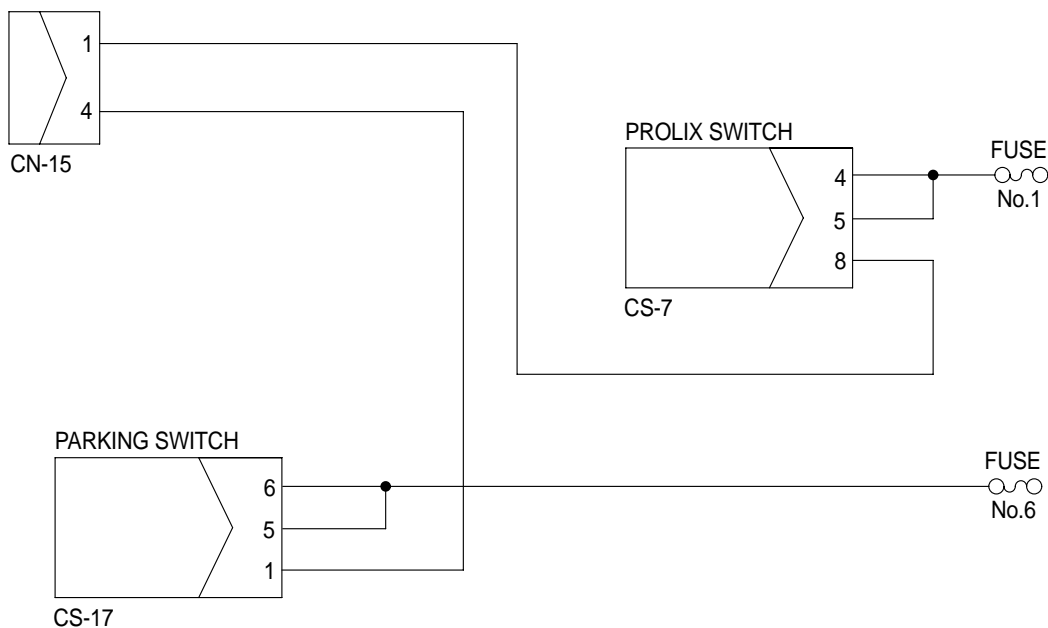 1
4
CN-15
PROLIX SWITCH
4
5
8
CS-7
FUSE
No.1
PARKING SWITCH
6
5
1
CS-17
FUSE
No.6